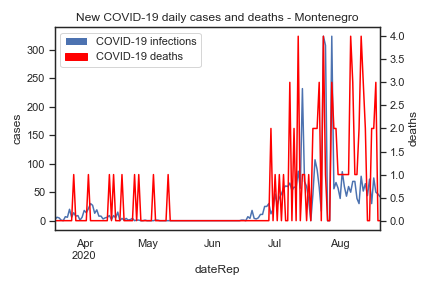 New COVID-19 daily cases and deaths - Montenegro
COVID-19 infections
COVID-19 deaths
300
250
200
150
100
50
0
cases
4.0
3.5
3.0
2.5
2.0
1.5
1.0
0.5
0.0
deaths
Apr
2020
May
Jun
Jul
Aug
dateRep